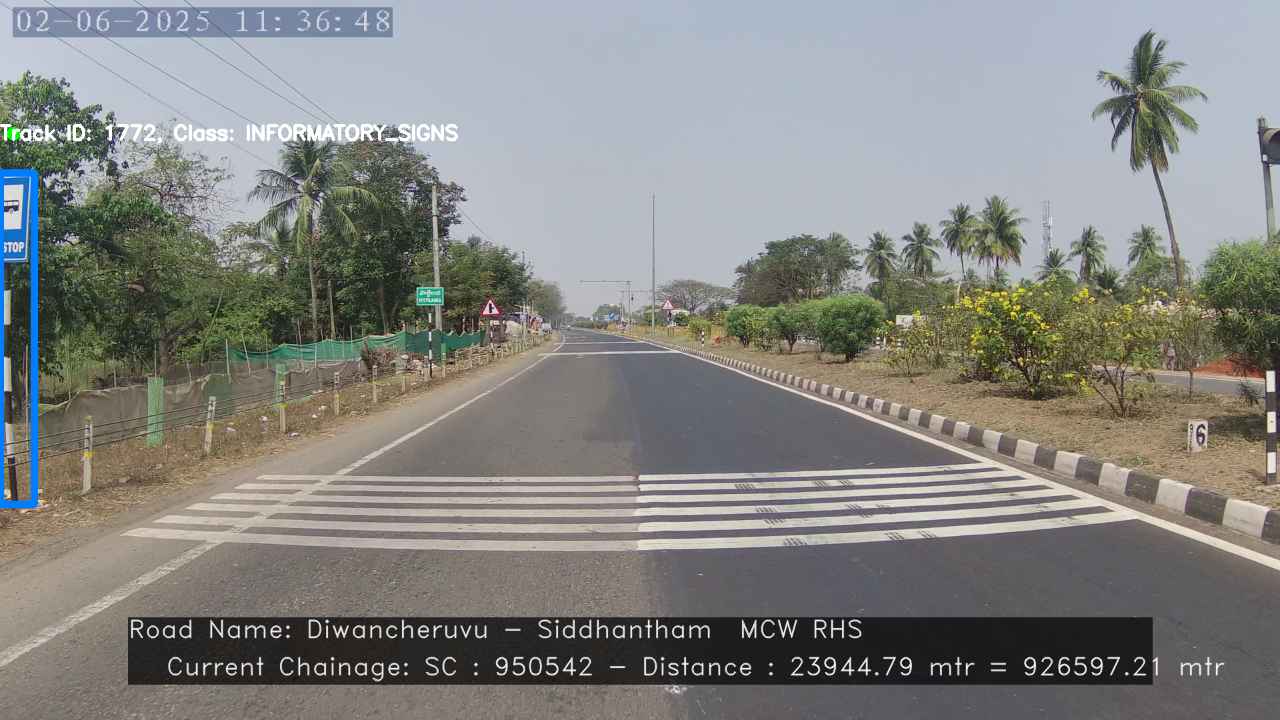 02-06-2025 11:36:48
Track ID: 1772, Class: INFORMATORY_SIGNS
STOP
6
Road Name: Diwancheruvu - Siddhantham MCW RHS
Current Chainage: SC : 950542 - Distance : 23944.79 mtr = 926597.21 mtr